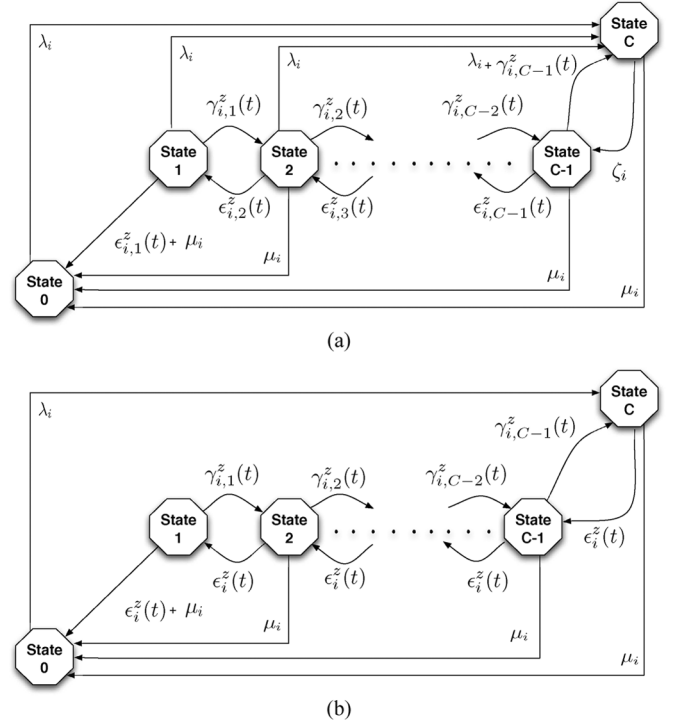 State
C
λ_i
λ_i
λ_i
λ_i + γ^z_{i,C−1}(t)
γ^z_{i,1}(t)
γ^z_{i,2}(t)
γ^z_{i,C−2}(t)
State
1
State
2
. . . . . . . . . .
State
C-1
ζ_i
ϵ^z_{i,2}(t)
ϵ^z_{i,3}(t)
ϵ^z_{i,C−1}(t)
ϵ^z_{i,1}(t) + μ_i
μ_i
μ_i
μ_i
State
0
(a)
State
C
λ_i
γ^z_{i,C−1}(t)
γ^z_{i,1}(t)
γ^z_{i,2}(t)
γ^z_{i,C−2}(t)
State
1
State
2
. . . . . . . . . .
State
C-1
ϵ^z_i(t)
ϵ^z_i(t)
ϵ^z_i(t)
ϵ^z_i(t)
ϵ^z_i(t) + μ_i
μ_i
μ_i
μ_i
State
0
(b)